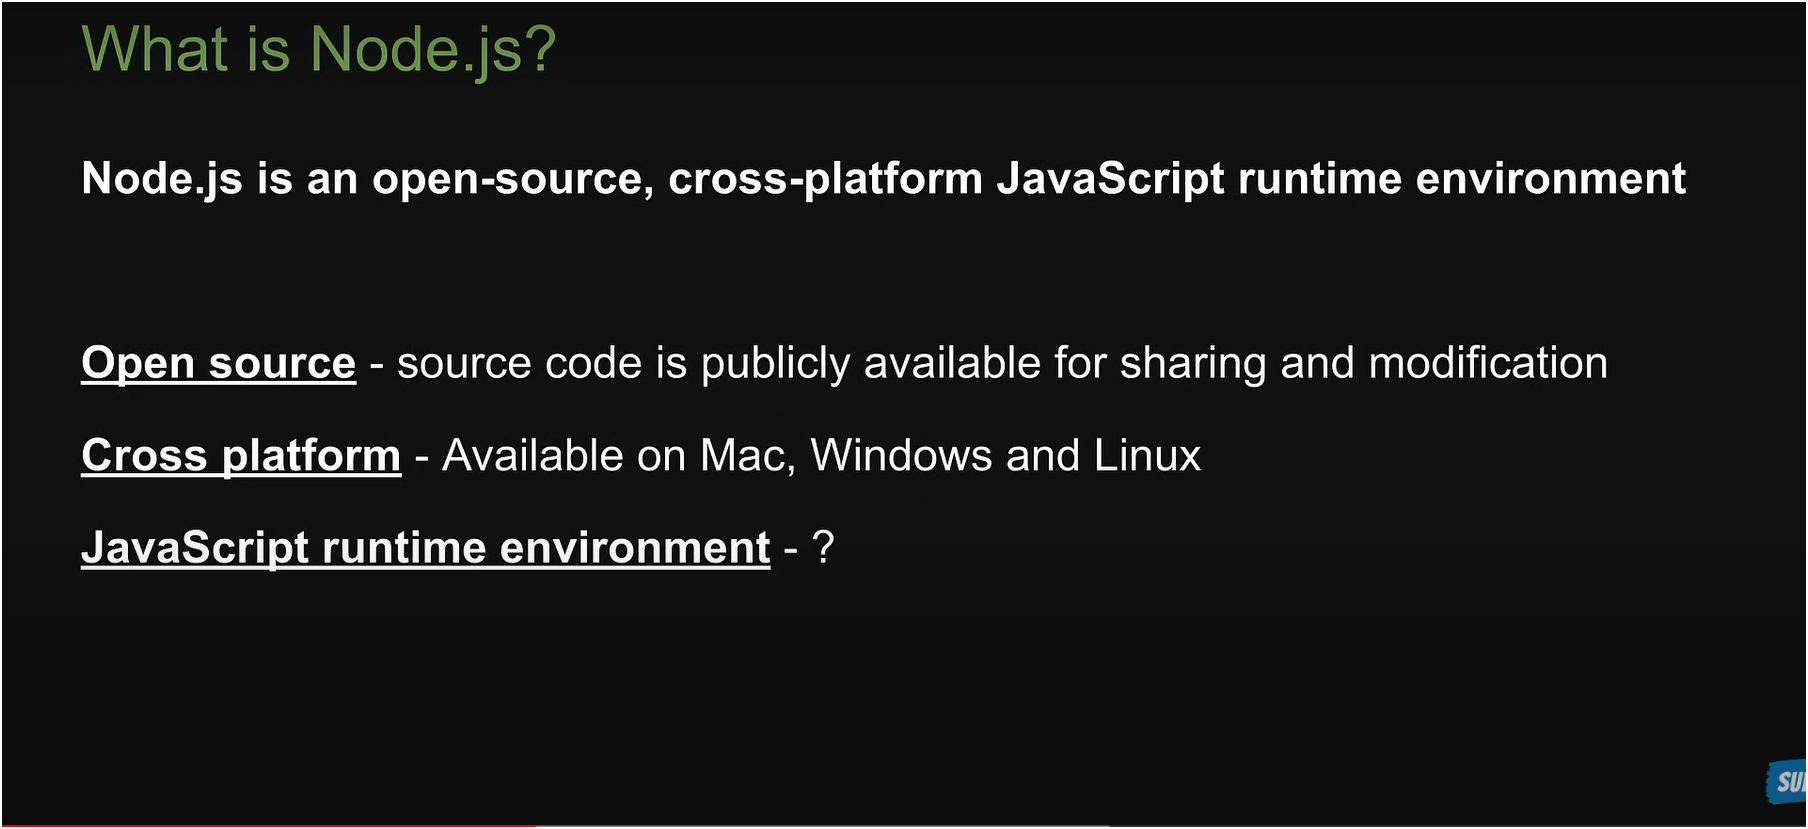 What is Node.js?
Node.js is an open-source, cross-platform JavaScript runtime environment
Open source - source code is publicly available for sharing and modification
Cross platform - Available on Mac, Windows and Linux
JavaScript runtime environment - ?